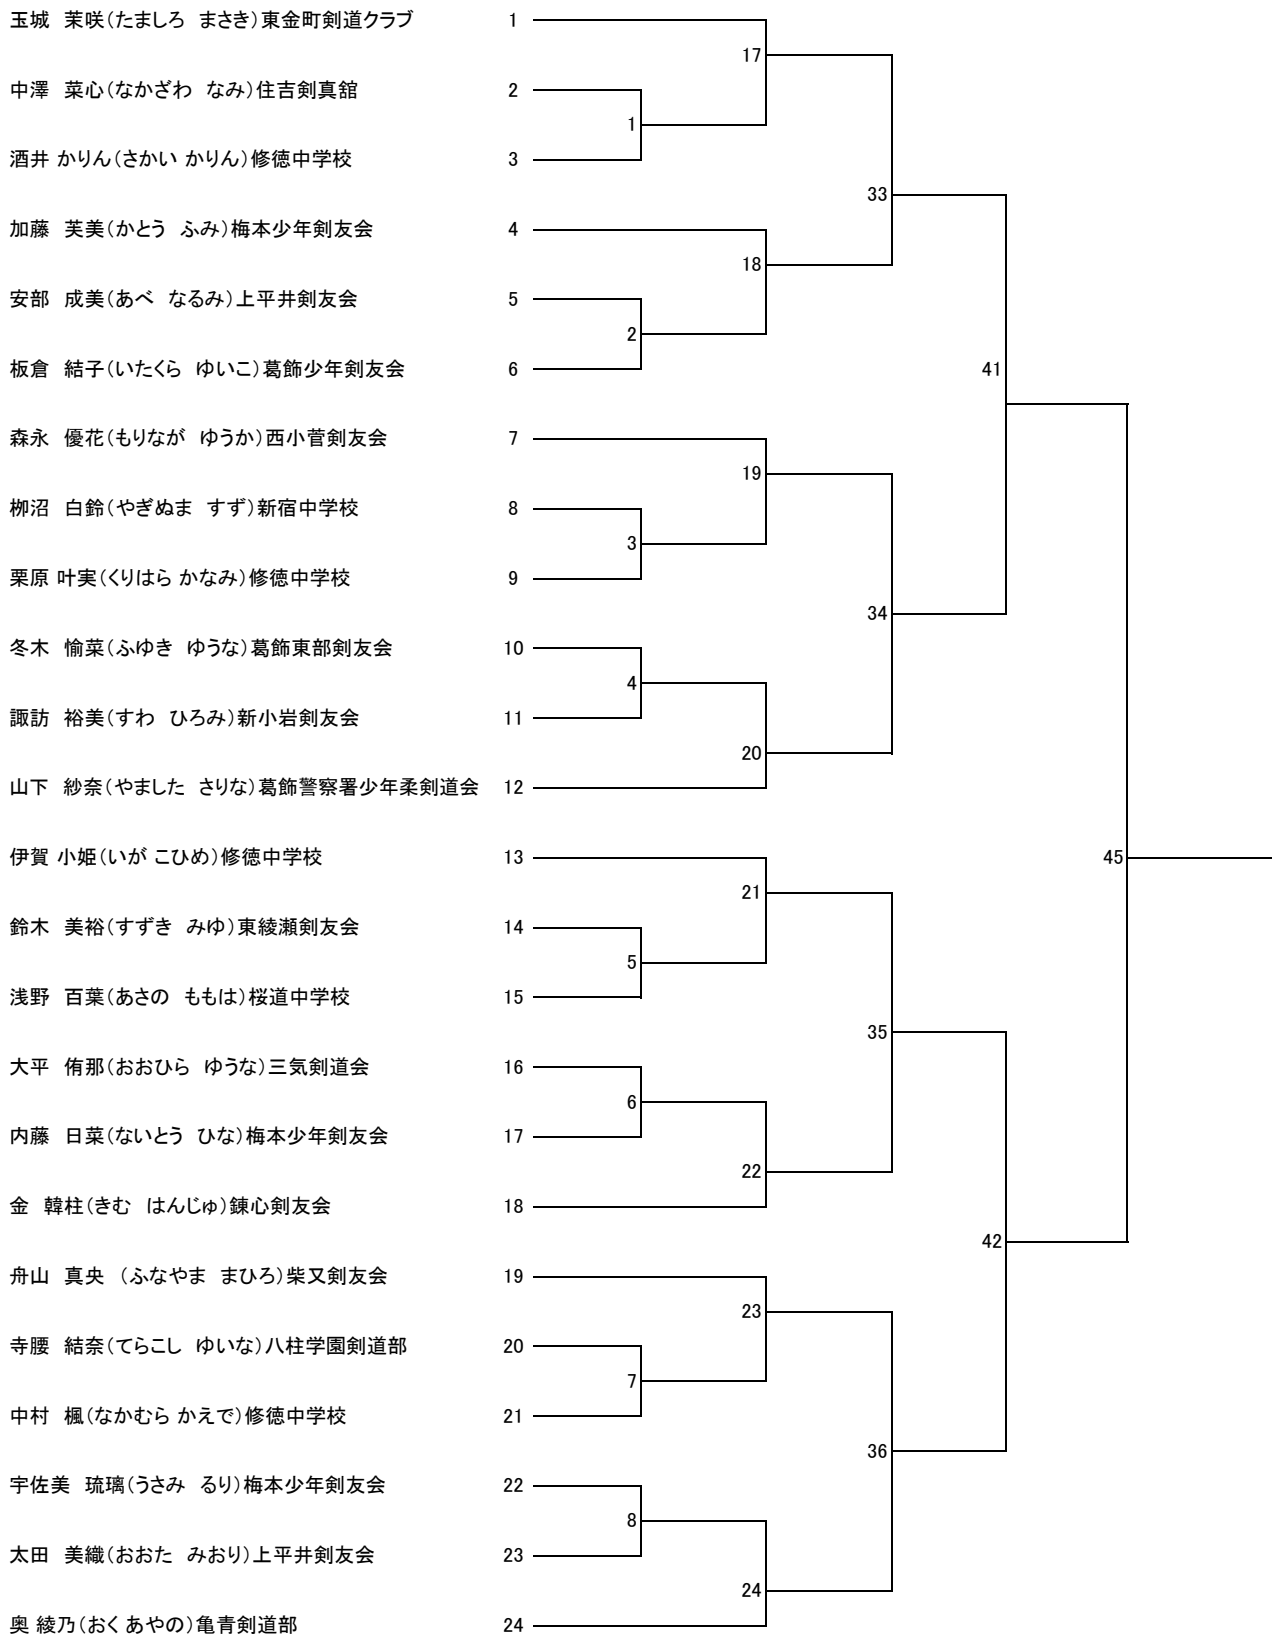 玉城　茉咲（たましろ　まさき）東金町剣道クラブ 1
17
中澤　菜心（なかざわ　なみ）住吉剣真舘 2
1
酒井 かりん（さかい かりん）修徳中学校 3
33
加藤　芙美（かとう　ふみ）梅本少年剣友会 4
18
安部　成美（あべ　なるみ）上平井剣友会 5
2
板倉　結子（いたくら　ゆいこ）葛飾少年剣友会 6
41
森永　優花（もりなが　ゆうか）西小菅剣友会 7
19
栁沼　白鈴（やぎぬま　すず）新宿中学校 8
3
栗原 叶実（くりはら かなみ）修徳中学校 9
34
冬木　愉菜（ふゆき　ゆうな）葛飾東部剣友会 10
4
諏訪　裕美（すわ　ひろみ）新小岩剣友会 11
20
山下　紗奈（やました　さりな）葛飾警察署少年柔剣道会 12
伊賀 小姫（いが こひめ）修徳中学校 13
45
21
鈴木　美裕（すずき　みゆ）東綾瀬剣友会 14
5
浅野　百葉（あさの　ももは）桜道中学校 15
35
大平　侑那（おおひら　ゆうな）三気剣道会 16
6
内藤　日菜（ないとう　ひな）梅本少年剣友会 17
22
金　韓柱（きむ　はんじゅ）錬心剣友会 18
42
舟山　真央　（ふなやま　まひろ）柴又剣友会 19
23
寺腰　結奈（てらこし　ゆいな）八柱学園剣道部 20
7
中村　楓（なかむら かえで）修徳中学校 21
36
宇佐美　琉璃（うさみ　るり）梅本少年剣友会 22
8
太田　美織（おおた　みおり）上平井剣友会 23
24
奥 綾乃（おく あやの）亀青剣道部 24